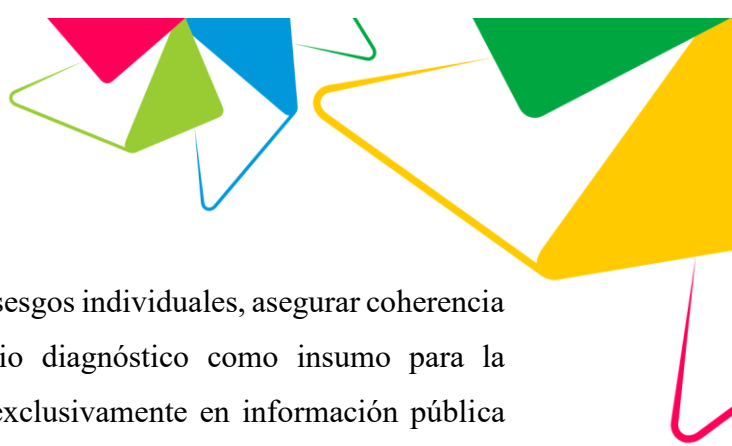 sesgos individuales, asegurar coherencia
io diagnóstico como insumo para la
exclusivamente en información pública